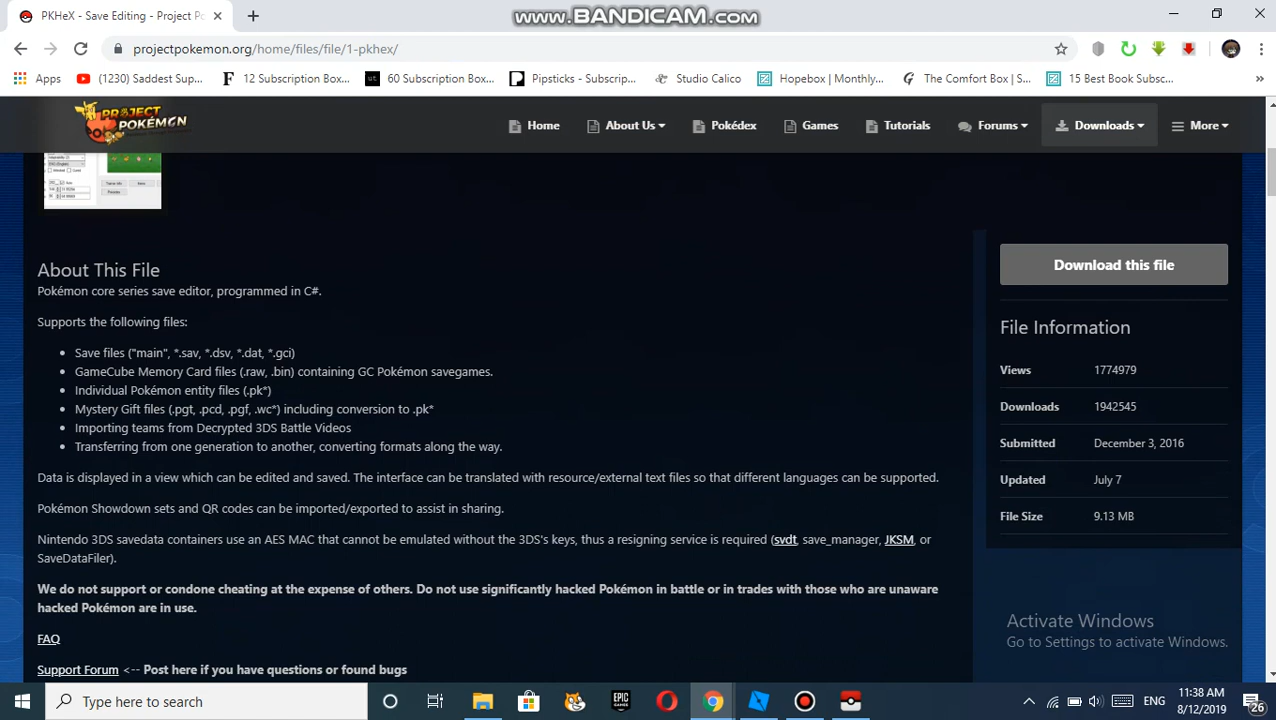 PKHeX - Save Editing - Project Po
www.BANDICAM.com
projectpokemon.org/home/files/file/1-pkhex/
Apps
(1230) Saddest Sup...
12 Subscription Box...
60 Subscription Box...
Pipsticks - Subscrip...
Studio Calico
Hopebox | Monthly...
The Comfort Box | S...
15 Best Book Subsc...
»
PROJECT
POKÉMON
Home
About Us
Pokédex
Games
Tutorials
Forums
Downloads
More
About This File
Pokémon core series save editor, programmed in C#.
Supports the following files:
Save files ("main", *.sav, *.dsv, *.dat, *.gci)
GameCube Memory Card files (.raw, .bin) containing GC Pokémon savegames.
Individual Pokémon entity files (.pk*)
Mystery Gift files (.pgt, .pcd, .pgf, .wc*) including conversion to .pk*
Importing teams from Decrypted 3DS Battle Videos
Transferring from one generation to another, converting formats along the way.
Data is displayed in a view which can be edited and saved. The interface can be translated with resource/external text files so that different languages can be supported.
Pokémon Showdown sets and QR codes can be imported/exported to assist in sharing.
Nintendo 3DS savedata containers use an AES MAC that cannot be emulated without the 3DS's keys, thus a resigning service is required (svdt, save_manager, JKSM, or
SaveDataFiler).
We do not support or condone cheating at the expense of others. Do not use significantly hacked Pokémon in battle or in trades with those who are unaware
hacked Pokémon are in use.
FAQ
Support Forum <-- Post here if you have questions or found bugs
Download this file
File Information
Views 1774979
Downloads 1942545
Submitted December 3, 2016
Updated July 7
File Size 9.13 MB
Activate Windows
Go to Settings to activate Windows.
Type here to search
EPIC
GAMES
ENG
11:38 AM
8/12/2019
26